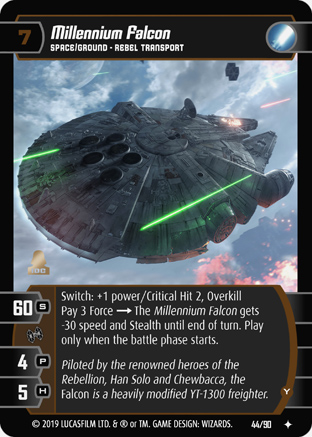 7 Millennium Falcon
SPACE/GROUND • REBEL TRANSPORT
60 S
4 P
5 H
Switch: +1 power/Critical Hit 2, Overkill
Pay 3 Force → The Millennium Falcon gets
-30 speed and Stealth until end of turn. Play
only when the battle phase starts.
Piloted by the renowned heroes of the
Rebellion, Han Solo and Chewbacca, the
Falcon is a heavily modified YT-1300 freighter.
Y
© 2019 LUCASFILM LTD. & ® or TM. GAME DESIGN: WIZARDS.
44/90